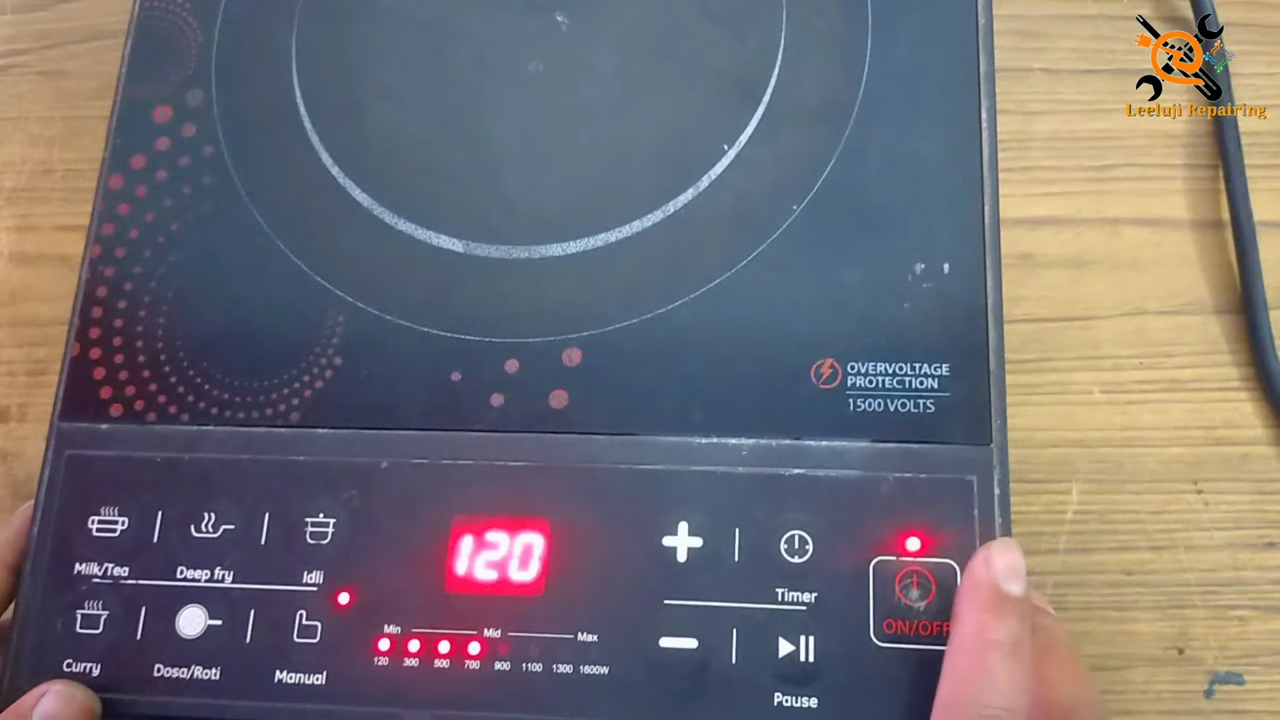 Leeluji Repairing
OVERVOLTAGE
PROTECTION
1500 VOLTS
Milk/Tea
Deep fry
Idli
120
Timer
ON/OFF
Min
Mid
Max
120 300 500 700 900 1100 1300 1600W
Curry
Dosa/Roti
Manual
Pause